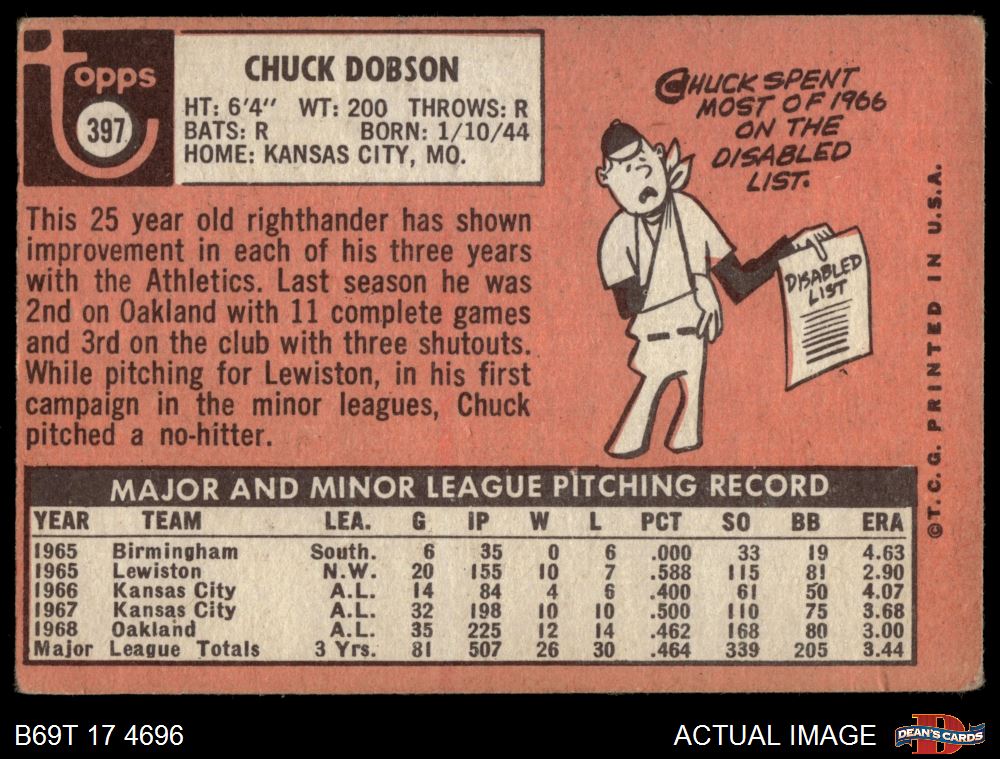 topps
397
CHUCK DOBSON
HT: 6'4" WT: 200 THROWS: R
BATS: R BORN: 1/10/44
HOME: KANSAS CITY, MO.
This 25 year old righthander has shown
improvement in each of his three years
with the Athletics. Last season he was
2nd on Oakland with 11 complete games
and 3rd on the club with three shutouts.
While pitching for Lewiston, in his first
campaign in the minor leagues, Chuck
pitched a no-hitter.
CHUCK SPENT
MOST OF 1966
ON THE
DISABLED
LIST.
DISABLED
LIST
©T.C.G. PRINTED IN U.S.A.
MAJOR AND MINOR LEAGUE PITCHING RECORD
YEAR TEAM LEA. G IP W L PCT SO BB ERA
1965 Birmingham South. 6 35 0 6 .000 33 19 4.63
1965 Lewiston N.W. 20 155 10 7 .588 115 81 2.90
1966 Kansas City A.L. 14 84 4 6 .400 61 50 4.07
1967 Kansas City A.L. 32 198 10 10 .500 110 75 3.68
1968 Oakland A.L. 35 225 12 14 .462 168 80 3.00
Major League Totals 3 Yrs. 81 507 26 30 .464 339 205 3.44
B69T 17 4696
ACTUAL IMAGE
D
DEAN'S CARDS